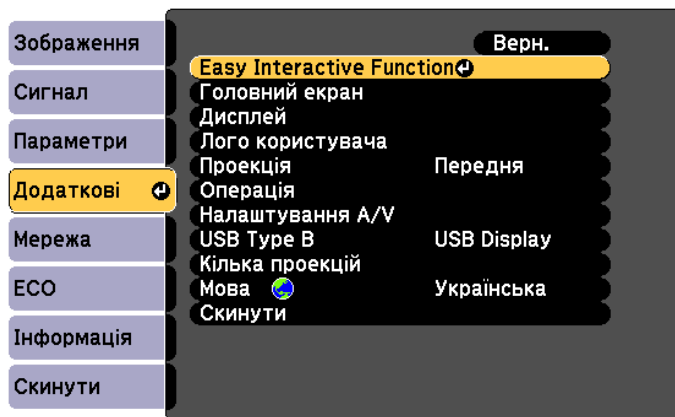 Зображення
Сигнал
Параметри
Додаткові
Мережа
ECO
Інформація
Скинути
Верн.
Easy Interactive Function
Головний екран
Дисплей
Лого користувача
Проекція Передня
Операція
Налаштування A/V
USB Type B USB Display
Кілька проекцій
Мова Українська
Скинути